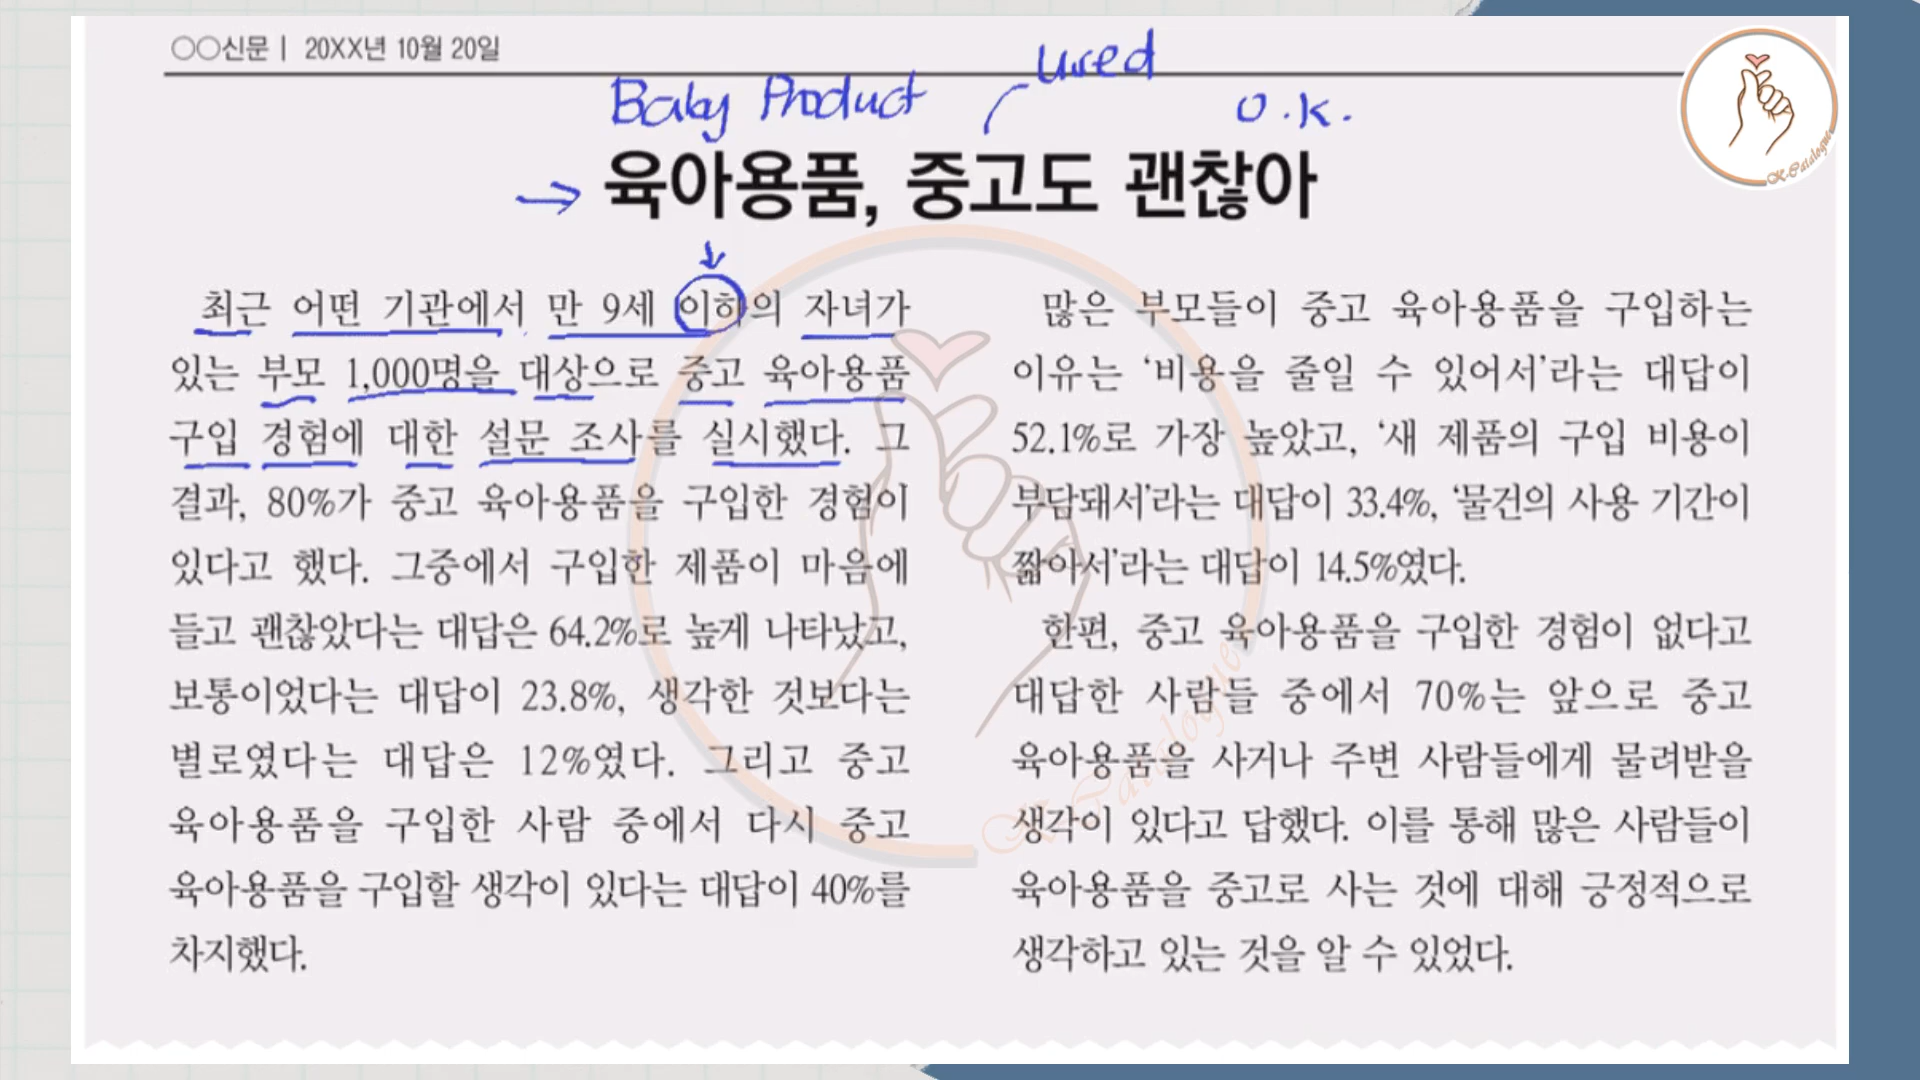 ○○신문 | 20XX년 10월 20일
Baby Product
used
O.K.
→ 육아용품, 중고도 괜찮아
최근 어떤 기관에서 만 9세 이하의 자녀가
있는 부모 1,000명을 대상으로 중고 육아용품
구입 경험에 대한 설문 조사를 실시했다. 그
결과, 80%가 중고 육아용품을 구입한 경험이
있다고 했다. 그중에서 구입한 제품이 마음에
들고 괜찮았다는 대답은 64.2%로 높게 나타났고,
보통이었다는 대답이 23.8%, 생각한 것보다는
별로였다는 대답은 12%였다. 그리고 중고
육아용품을 구입한 사람 중에서 다시 중고
육아용품을 구입할 생각이 있다는 대답이 40%를
차지했다.
많은 부모들이 중고 육아용품을 구입하는
이유는 ‘비용을 줄일 수 있어서’라는 대답이
52.1%로 가장 높았고, ‘새 제품의 구입 비용이
부담돼서’라는 대답이 33.4%, ‘물건의 사용 기간이
짧아서’라는 대답이 14.5%였다.
한편, 중고 육아용품을 구입한 경험이 없다고
대답한 사람들 중에서 70%는 앞으로 중고
육아용품을 사거나 주변 사람들에게 물려받을
생각이 있다고 답했다. 이를 통해 많은 사람들이
육아용품을 중고로 사는 것에 대해 긍정적으로
생각하고 있는 것을 알 수 있었다.
K-Catalogue
K-Catalogue